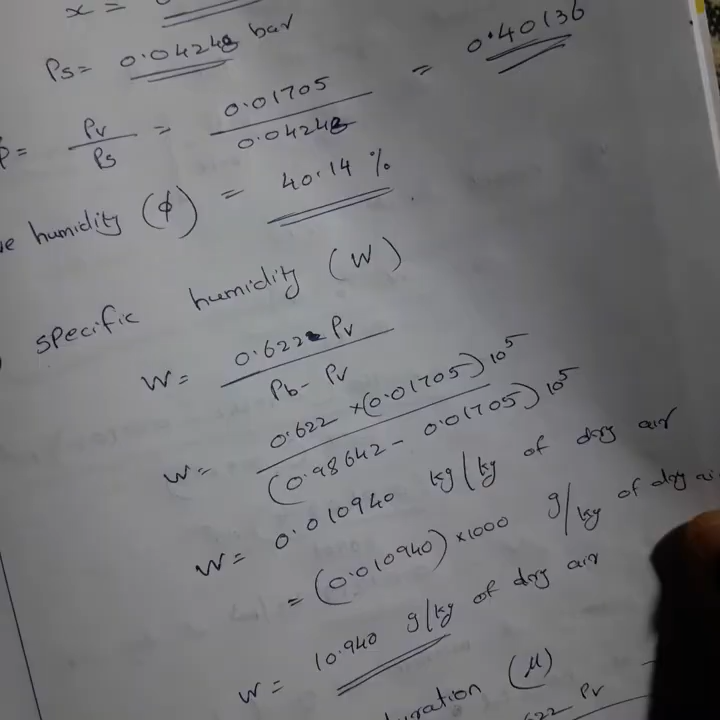 x =
Ps = 0.04248 bar
φ = Pv / Ps = 0.01705 / 0.04248 = 0.40136
humidity (φ) = 40.14 %
specific humidity (W)
W = 0.622 Pv / Pb - Pv
W = 0.622 × (0.01705) 10^5 / (0.98642 - 0.01705) 10^5
W = 0.010940 kg/kg of dry air
= (0.010940) ×1000 g/kg of dry
W = 10.940 g/kg of dry air
(μ)
Pv